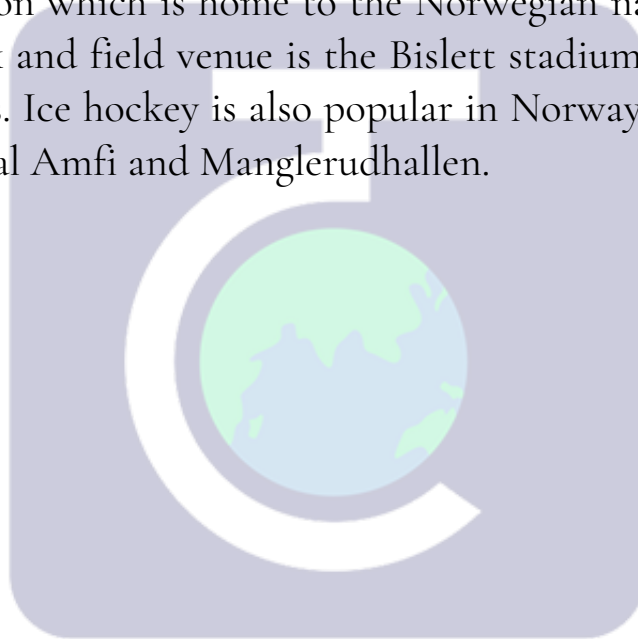 on which is home to the Norwegian na
and field venue is the Bislett stadium
. Ice hockey is also popular in Norway
al Amfi and Manglerudhallen.